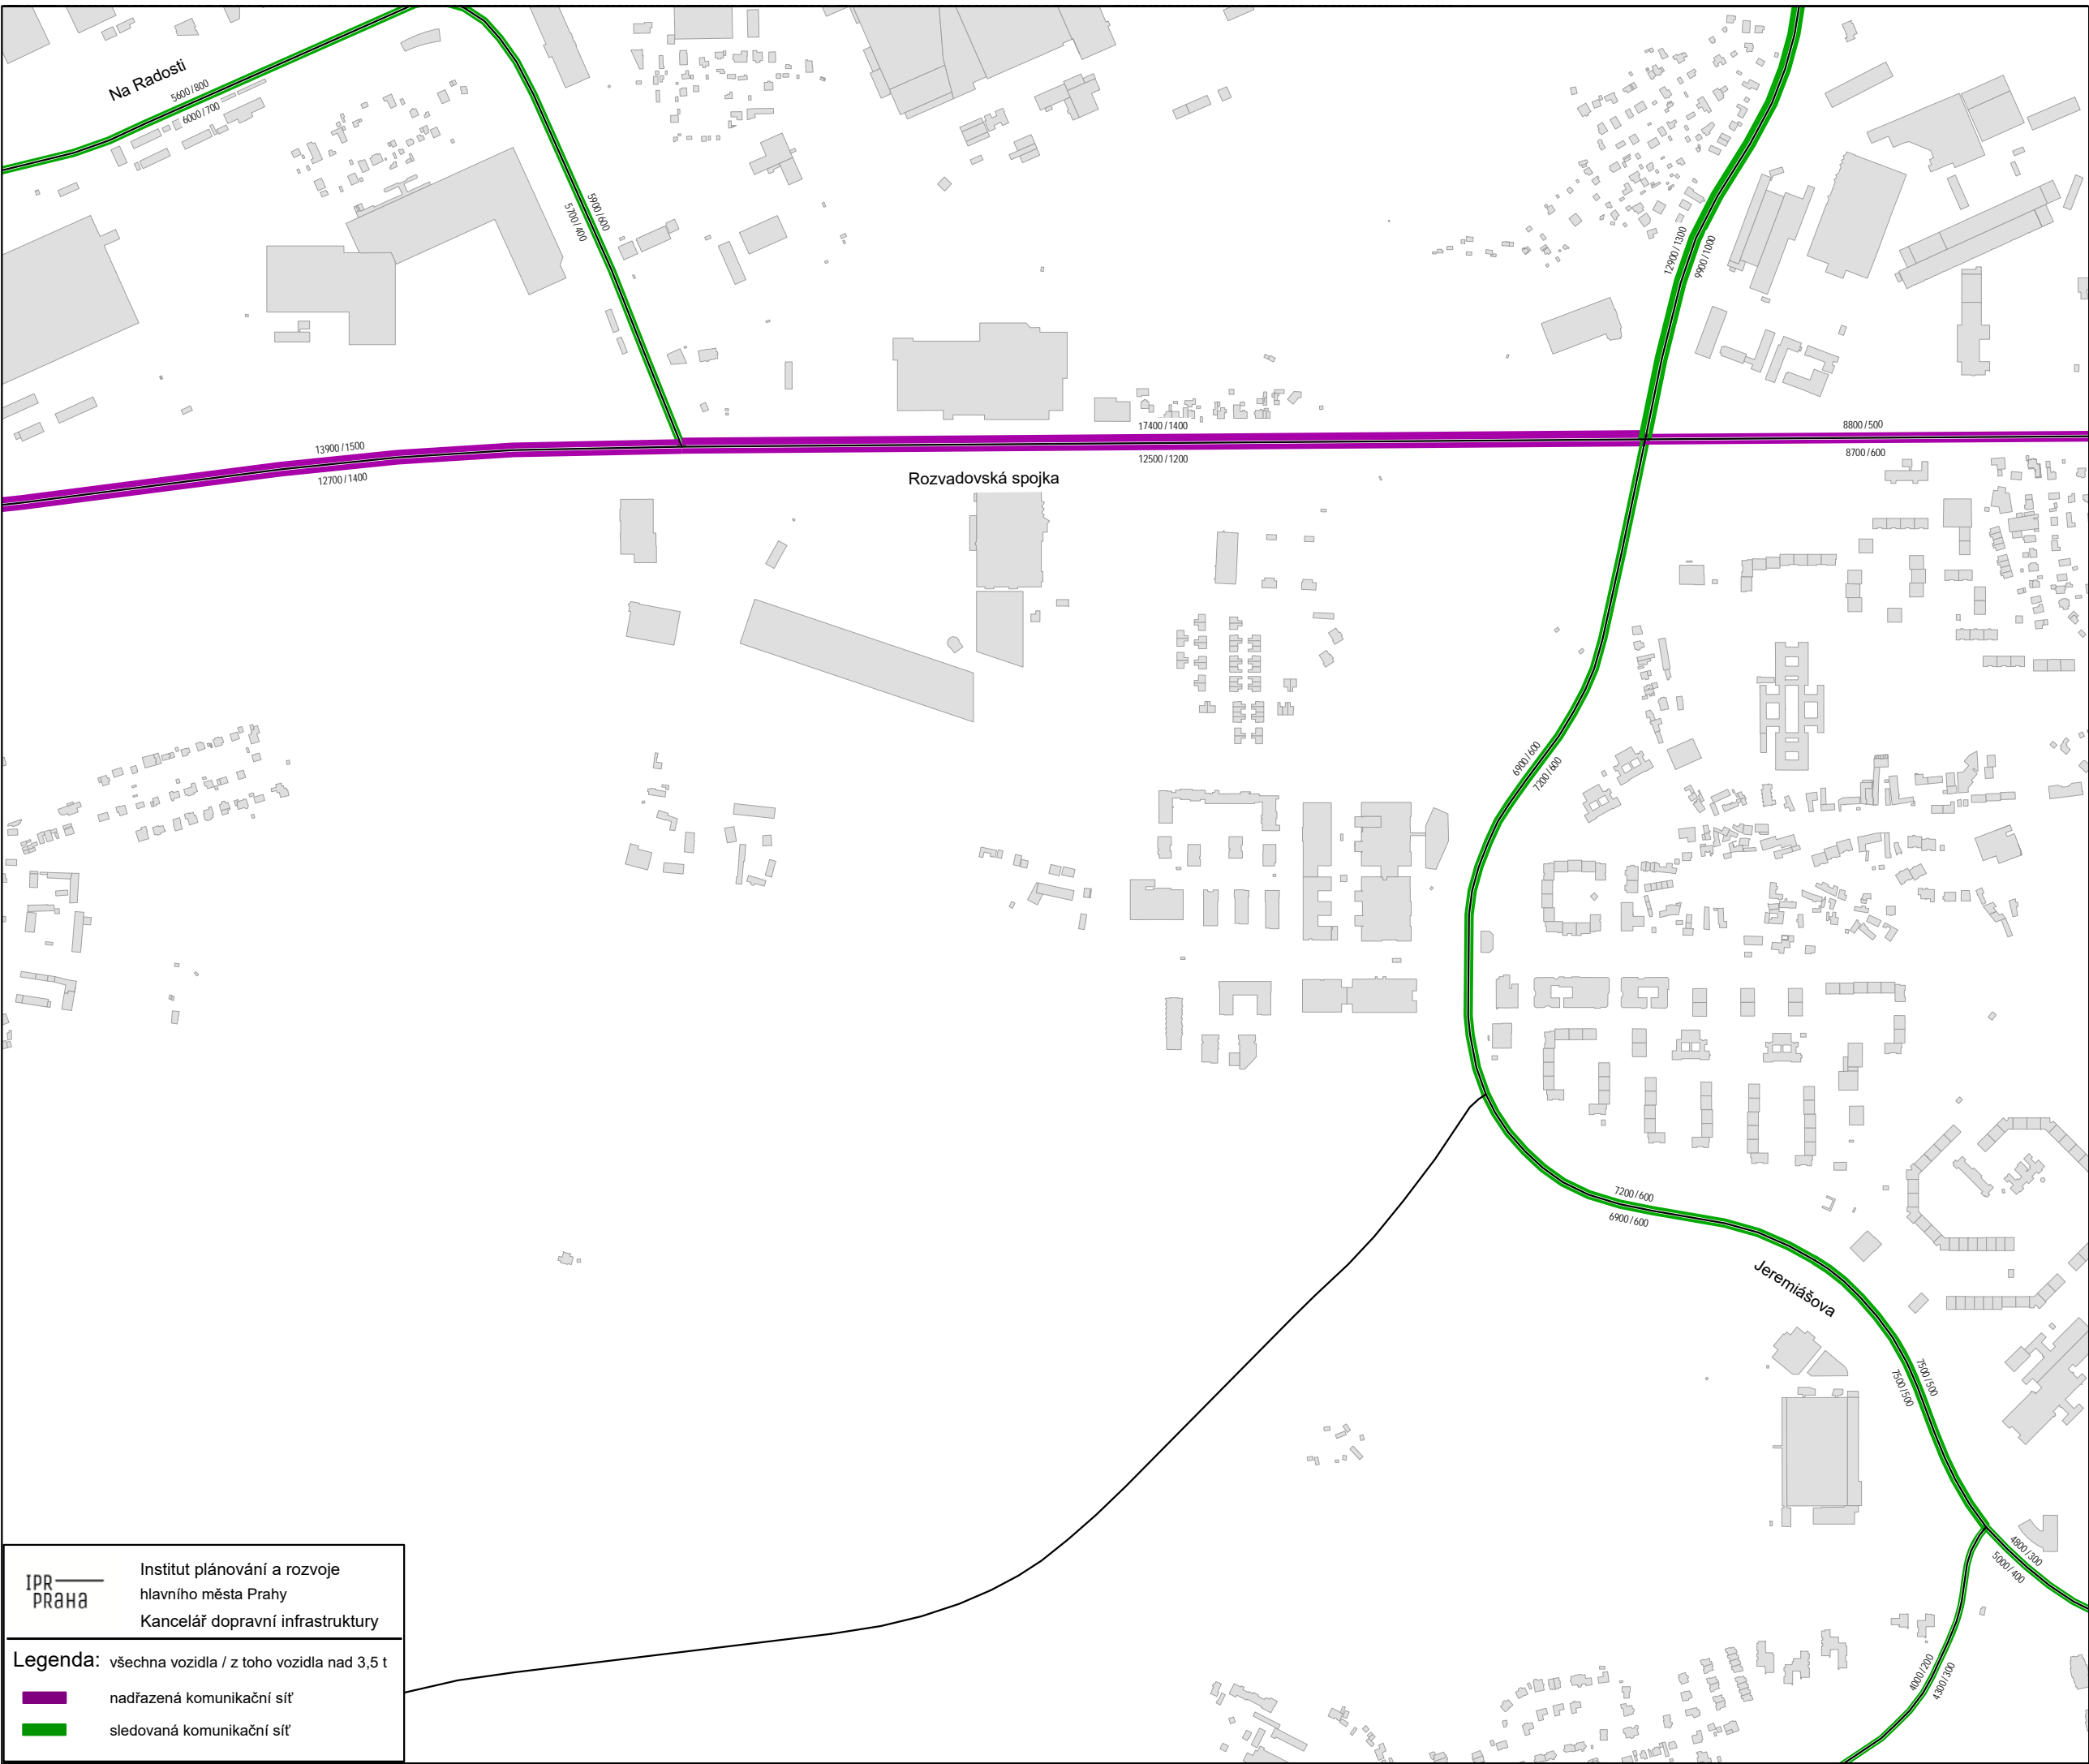 Na Radosti
5600/800
6000/700
5900/600
5700/400
12900/1300
9900/1000
13900/1500
12700/1400
17400/1400
12500/1200
8800/500
8700/600
Rozvadovská spojka
6900/600
7200/600
7200/600
6900/600
Jeremiášova
7500/500
7500/500
4800/300
5000/400
4000/200
4300/300
IPR
PRAHA
Institut plánování a rozvoje
hlavního města Prahy
Kancelář dopravní infrastruktury
Legenda: všechna vozidla / z toho vozidla nad 3,5 t
nadřazená komunikační síť
sledovaná komunikační síť